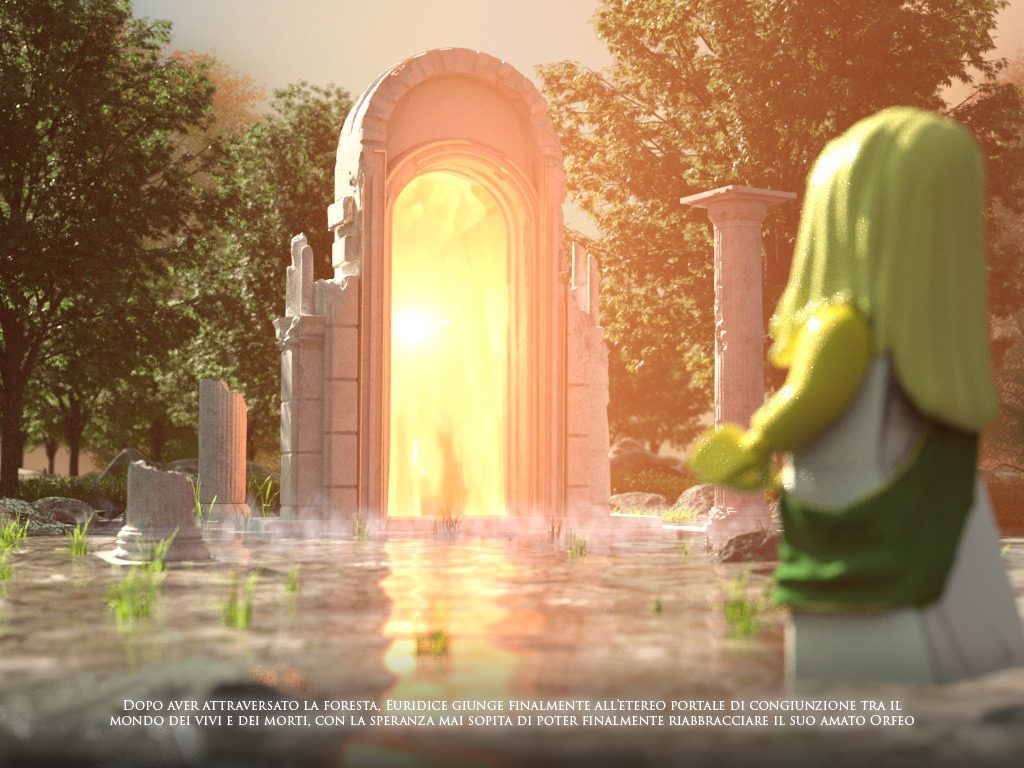 Dopo aver attraversato la foresta, Euridice giunge finalmente all'etereo portale di congiunzione tra il
mondo dei vivi e dei morti, con la speranza mai sopita di poter finalmente riabbracciare il suo amato Orfeo